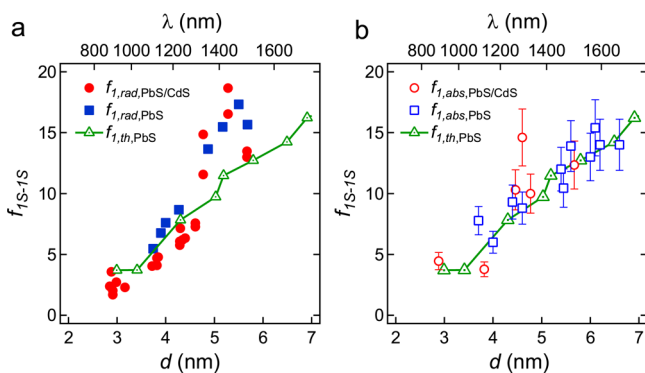 λ (nm)
a
800 1000 1200 1400 1600
20
15
10
5
0
f1S-1S
f1,rad,PbS/CdS
f1,rad,PbS
f1,th,PbS
2 3 4 5 6 7
d (nm)
λ (nm)
b
800 1000 1200 1400 1600
20
15
10
5
0
f1S-1S
f1,abs,PbS/CdS
f1,abs,PbS
f1,th,PbS
2 3 4 5 6 7
d (nm)